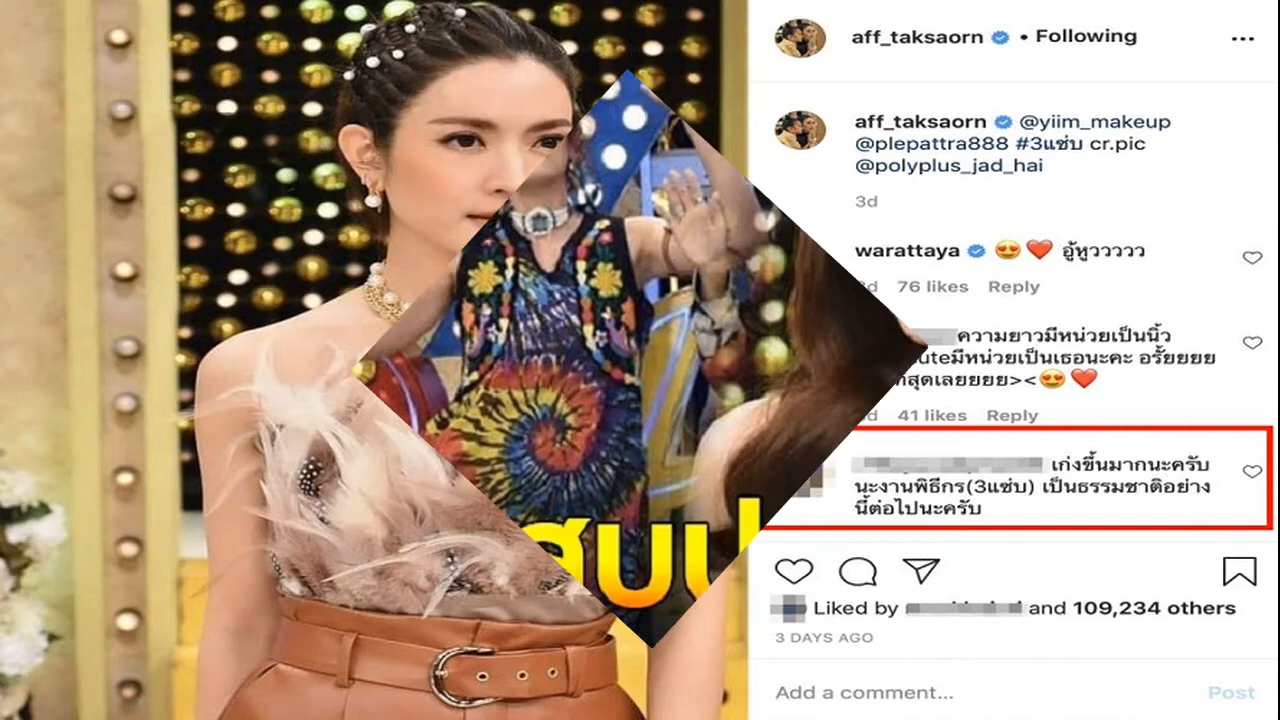 aff_taksaorn • Following
aff_taksaorn @yiim_makeup
@plepattra888 #3แซ่บ cr.pic
@polyplus_jad_hai
3d
warattaya 😍❤️ อู้หูววววว
76 likes Reply
ความยาวมีหน่วยเป็นนิ้ว
มีหน่วยเป็นเธอนะคะ อรั้ยยยย
สุดเลยยยย><😍❤️
41 likes Reply
เก่งขึ้นมากนะครับ
นะงานพิธีกร(3แซ่บ) เป็นธรรมชาติอย่าง
นี้ต่อไปนะครับ
สบป
Liked by and 109,234 others
3 DAYS AGO
Add a comment... Post